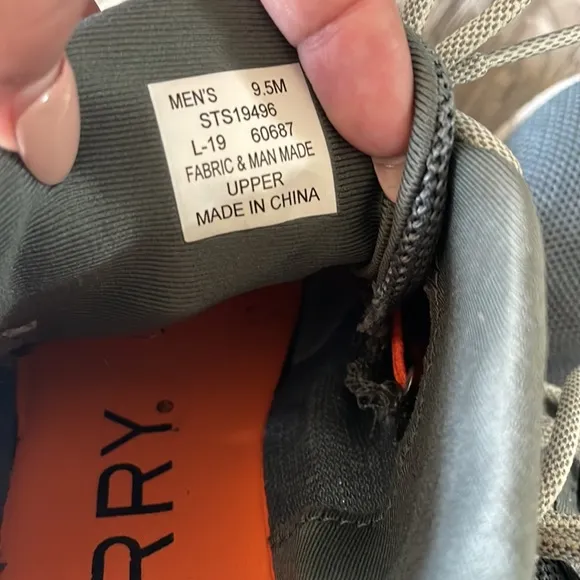 MEN'S 9.5M
STS19496
L-19 60687
FABRIC & MAN MADE
UPPER
MADE IN CHINA
RRY.